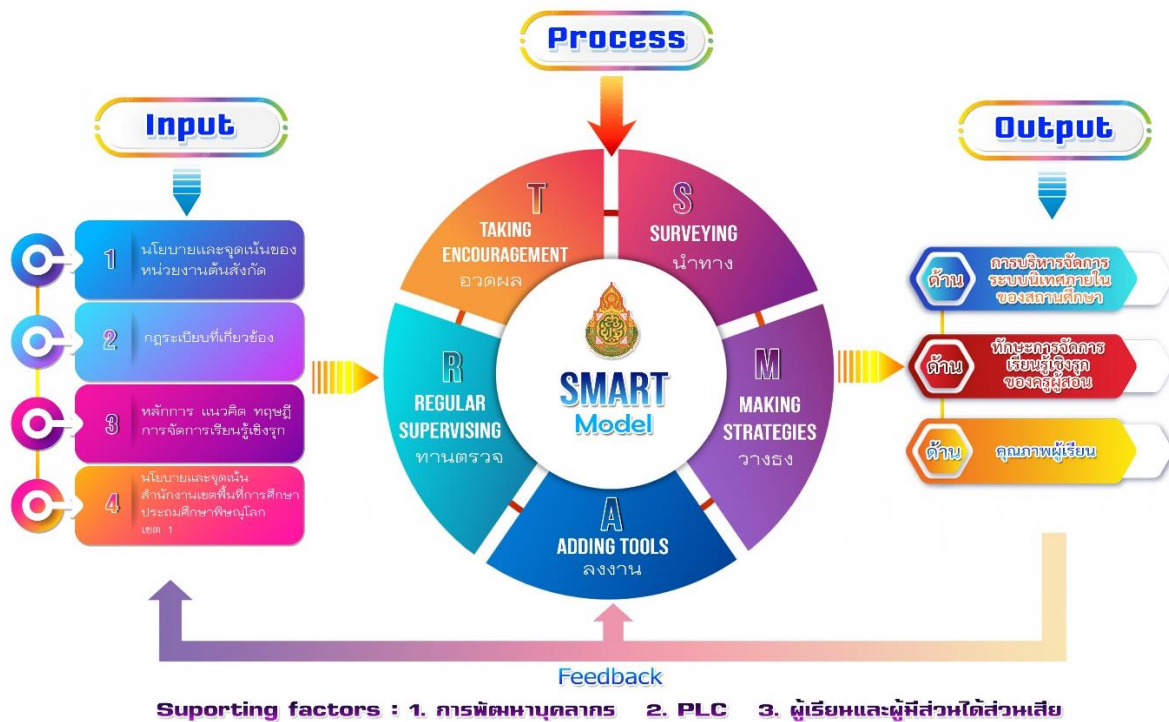 Process
Input
1
นโยบายและจุดเน้นของ
หน่วยงานต้นสังกัด
2
กฎระเบียบที่เกี่ยวข้อง
3
หลักการ แนวคิด ทฤษฎี
การจัดการเรียนรู้เชิงรุก
4
นโยบายและจุดเน้น
สำนักงานเขตพื้นที่การศึกษา
ประถมศึกษาพิษณุโลก
เขต 1
S
SURVEYING
นำทาง
M
MAKING
STRATEGIES
วางธง
A
ADDING TOOLS
ลงงาน
R
REGULAR
SUPERVISING
ทานตรวจ
T
TAKING
ENCOURAGEMENT
อวดผล
SMART
Model
Output
ด้าน
การบริหารจัดการ
ระบบนิเทศภายใน
ของสถานศึกษา
ด้าน
ทักษะการจัดการ
เรียนรู้เชิงรุก
ของครูผู้สอน
ด้าน
คุณภาพผู้เรียน
Feedback
Suporting factors : 1. การพัฒนาบุคลากร 2. PLC 3. ผู้เรียนและผู้มีส่วนได้ส่วนเสีย